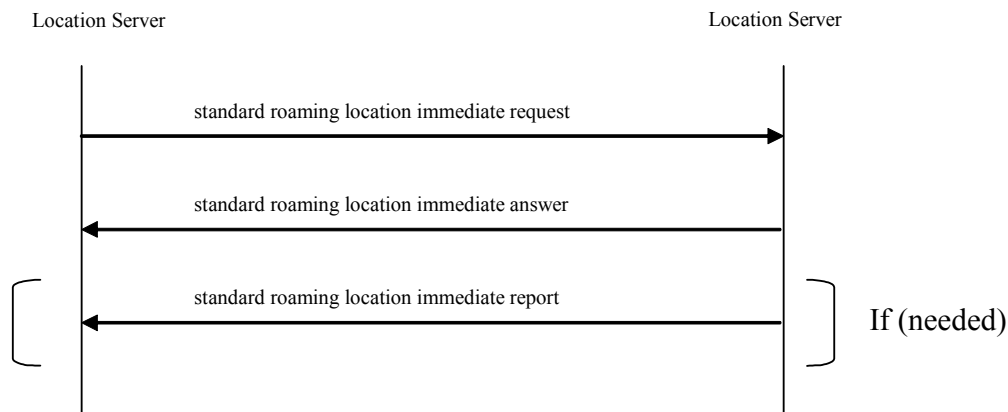 Location Server
Location Server
standard roaming location immediate request
standard roaming location immediate answer
standard roaming location immediate report
If (needed)